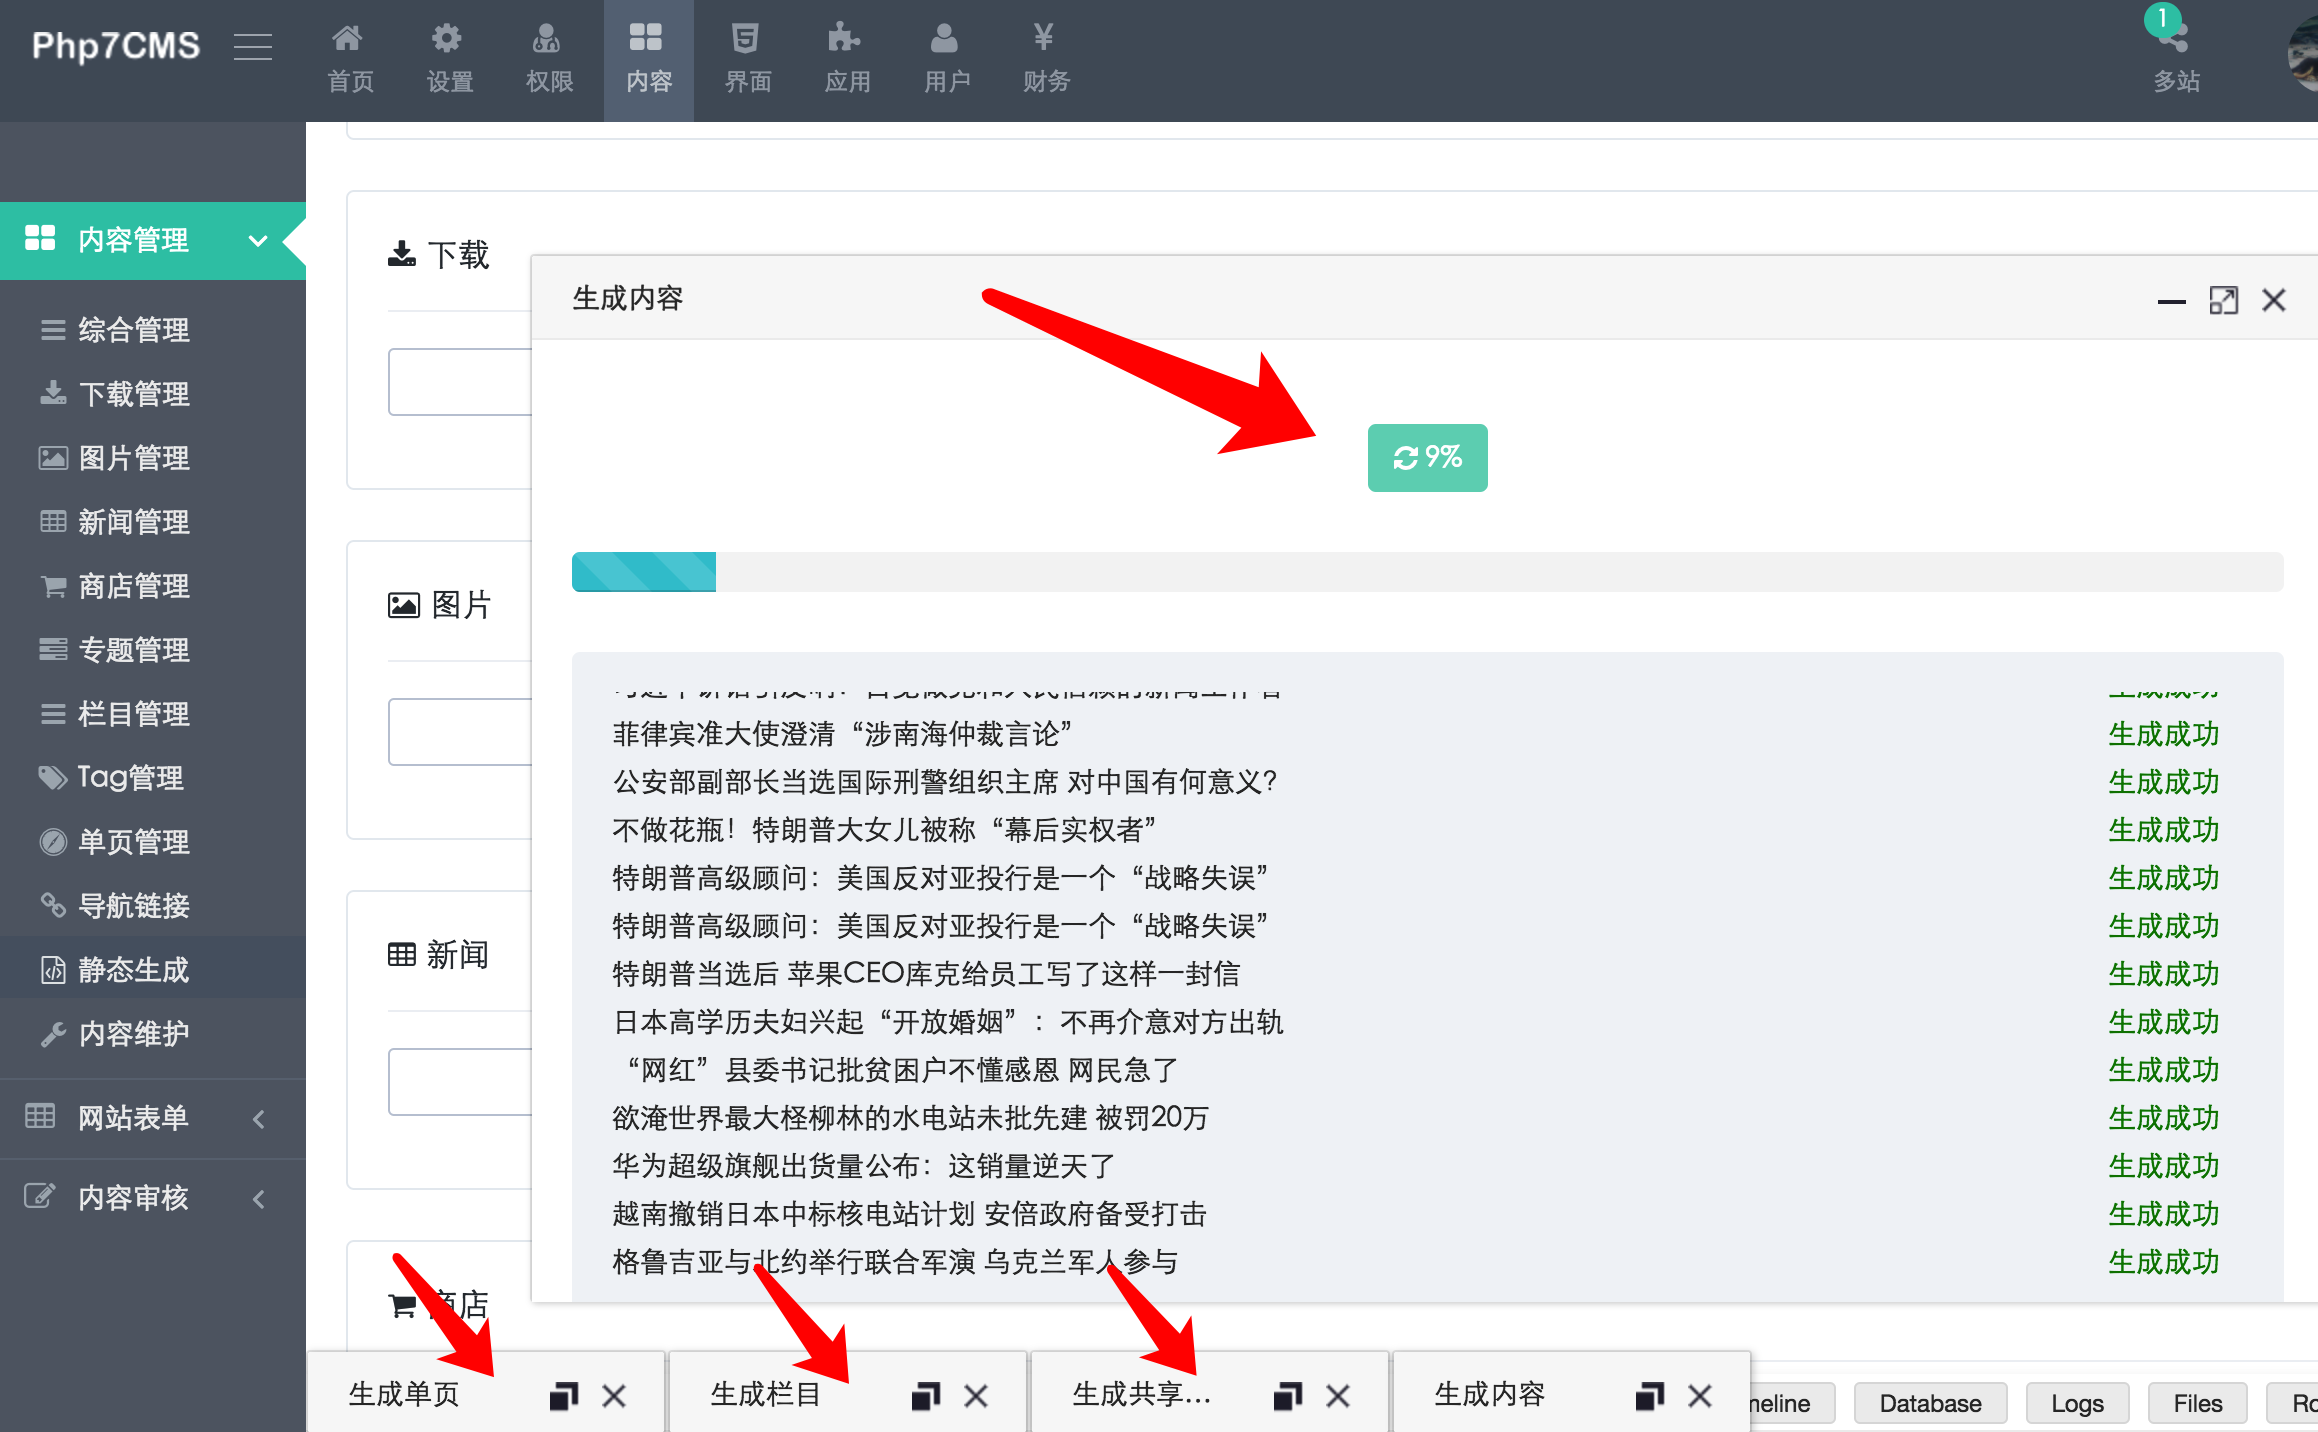 Php7CMS
首页
设置
权限
内容
界面
应用
用户
财务
1
多站
内容管理
综合管理
下载管理
图片管理
新闻管理
商店管理
专题管理
栏目管理
Tag管理
单页管理
导航链接
静态生成
内容维护
网站表单
内容审核
下载
图片
新闻
商店
生成内容
9%
生成成功
菲律宾准大使澄清“涉南海仲裁言论” 生成成功
公安部副部长当选国际刑警组织主席 对中国有何意义? 生成成功
不做花瓶！特朗普大女儿被称“幕后实权者” 生成成功
特朗普高级顾问：美国反对亚投行是一个“战略失误” 生成成功
特朗普高级顾问：美国反对亚投行是一个“战略失误” 生成成功
特朗普当选后 苹果CEO库克给员工写了这样一封信 生成成功
日本高学历夫妇兴起“开放婚姻”：不再介意对方出轨 生成成功
“网红”县委书记批贫困户不懂感恩 网民急了 生成成功
欲淹世界最大柽柳林的水电站未批先建 被罚20万 生成成功
华为超级旗舰出货量公布：这销量逆天了 生成成功
越南撤销日本中标核电站计划 安倍政府备受打击 生成成功
格鲁吉亚与北约举行联合军演 乌克兰军人参与 生成成功
生成单页
生成栏目
生成共享...
生成内容
meline
Database
Logs
Files
Ro